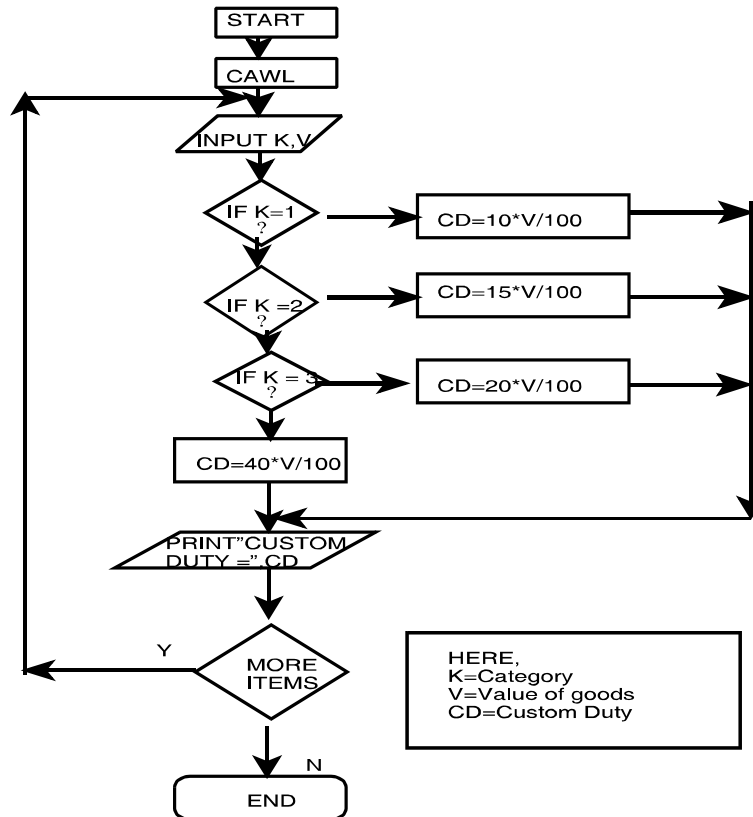 START
CAWL
INPUT K,V
IF K=1
?
CD=10*V/100
IF K =2
?
CD=15*V/100
IF K = 3
?
CD=20*V/100
CD=40*V/100
PRINT"CUSTOM
DUTY =",CD
Y
MORE
ITEMS
N
END
HERE,
K=Category
V=Value of goods
CD=Custom Duty